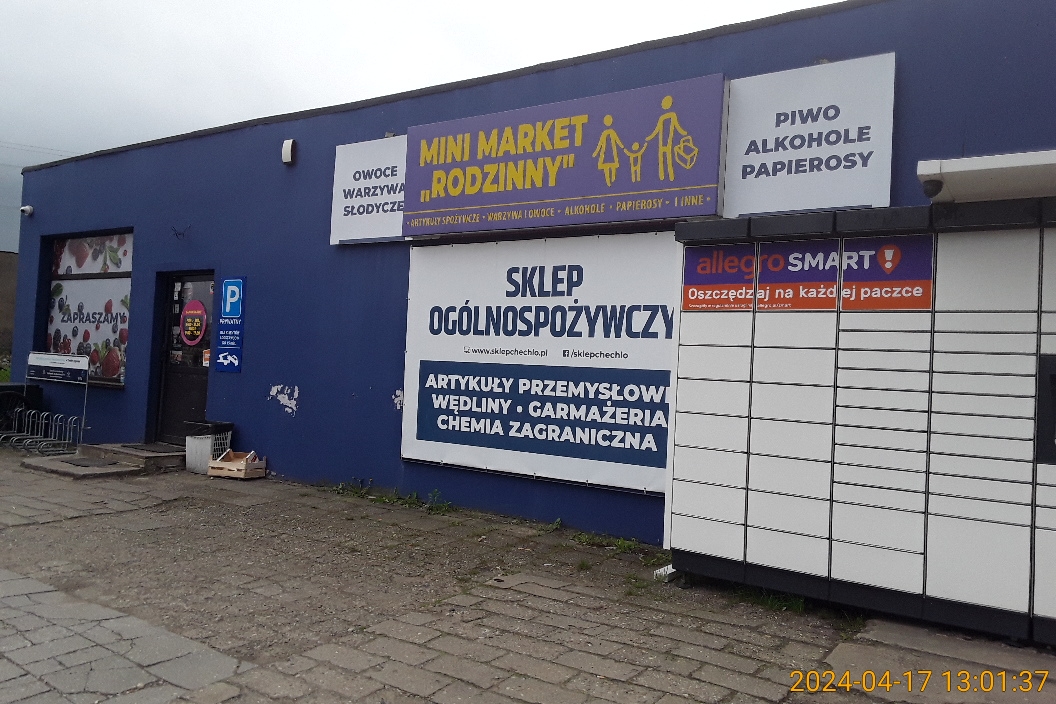 OWOCE
WARZYWA
SŁODYCZE
MINI MARKET
„RODZINNY"
• ARTYKUŁY SPOŻYWCZE • WARZYWA I OWOCE • ALKOHOLE • PAPIEROSY • I INNE •
PIWO
ALKOHOLE
PAPIEROSY
ZAPRASZAMY
P
PRYWATNY
SKLEP
OGÓLNOSPOŻYWCZY
www.sklepchechlo.pl /sklepchechlo
ARTYKUŁY PRZEMYSŁOWE
WĘDLINY • GARMAŻERIA
CHEMIA ZAGRANICZNA
allegro SMART!
Oszczędzaj na każdej paczce
2024-04-17 13:01:37